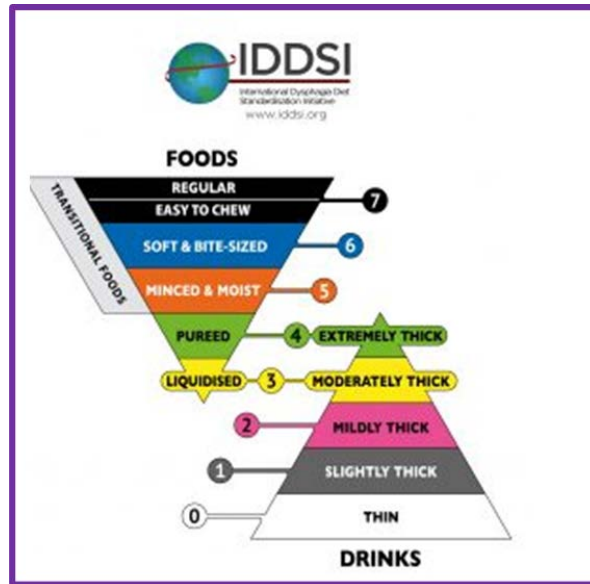 IDDSI
International Dysphagia Diet
Standardisation Initiative
www.iddsi.org
FOODS
REGULAR
7
EASY TO CHEW
TRANSITIONAL FOODS
SOFT & BITE-SIZED 6
MINCED & MOIST 5
PUREED 4 EXTREMELY THICK
LIQUIDISED 3 MODERATELY THICK
2 MILDLY THICK
1 SLIGHTLY THICK
0 THIN
DRINKS